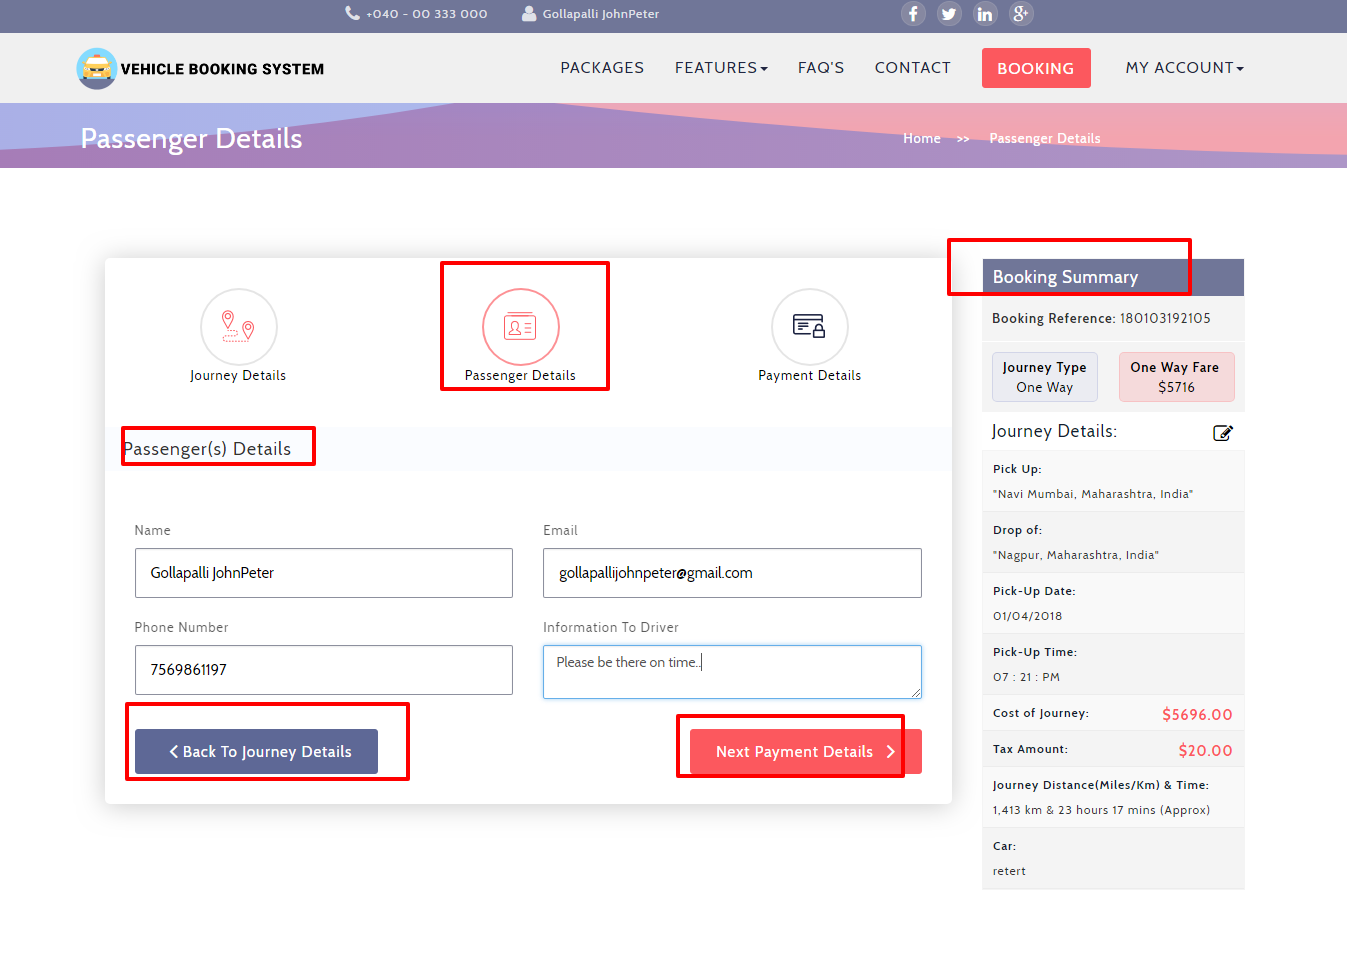 +040 - 00 333 000 Gollapalli JohnPeter
VEHICLE BOOKING SYSTEM PACKAGES FEATURES FAQ'S CONTACT BOOKING MY ACCOUNT
Passenger Details Home >> Passenger Details
Journey Details Passenger Details Payment Details
Passenger(s) Details
Name Email
Gollapalli JohnPeter gollapallijohnpeter@gmail.com
Phone Number Information To Driver
7569861197 Please be there on time..
Back To Journey Details Next Payment Details
Booking Summary
Booking Reference: 180103192105
Journey Type One Way Fare
One Way $5716
Journey Details:
Pick Up:
"Navi Mumbai, Maharashtra, India"
Drop of:
"Nagpur, Maharashtra, India"
Pick-Up Date:
01/04/2018
Pick-Up Time:
07 : 21 : PM
Cost of Journey: $5696.00
Tax Amount: $20.00
Journey Distance(Miles/Km) & Time:
1,413 km & 23 hours 17 mins (Approx)
Car:
retert